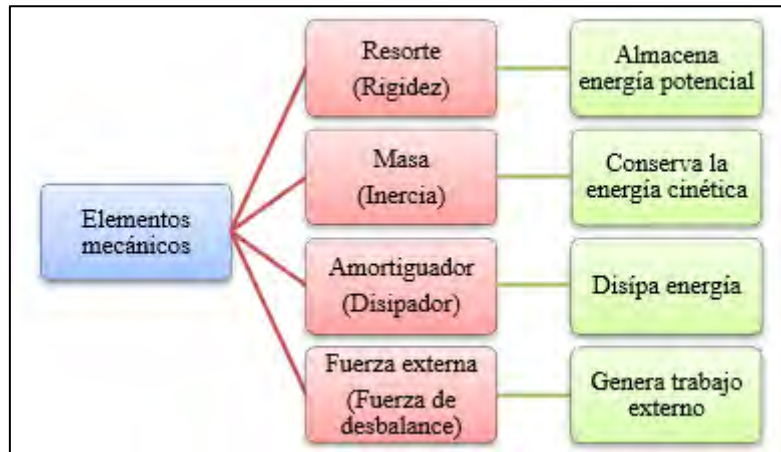 Elementos
mecánicos
Resorte
(Rigidez)
Almacena
energía potencial
Masa
(Inercia)
Conserva la
energía cinética
Amortiguador
(Disipador)
Disípa energía
Fuerza externa
(Fuerza de
desbalance)
Genera trabajo
externo